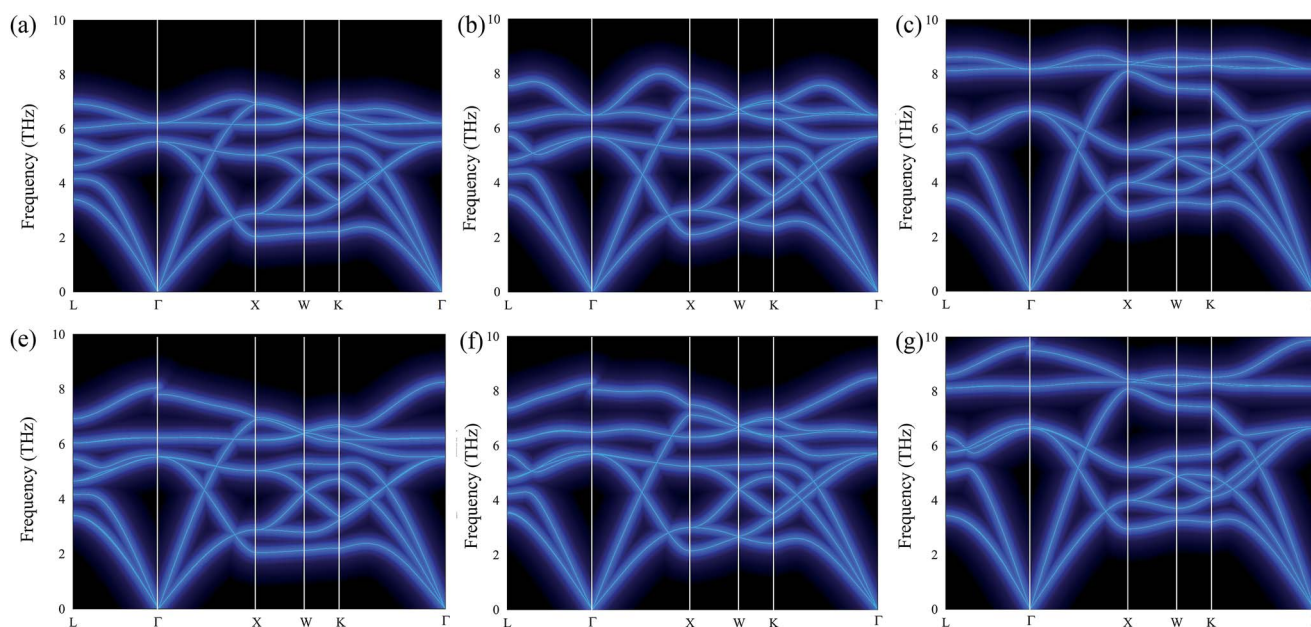 (a)
(b)
(c)
10
8
6
4
2
0
Frequency (THz)
L Γ X W K Γ
10
8
6
4
2
0
Frequency (THz)
L Γ X W K Γ
10
8
6
4
2
0
Frequency (THz)
L Γ X W K
(e)
(f)
(g)
10
8
6
4
2
0
Frequency (THz)
L Γ X W K Γ
10
8
6
4
2
0
Frequency (THz)
L Γ X W K Γ
10
8
6
4
2
0
Frequency (THz)
L Γ X W K